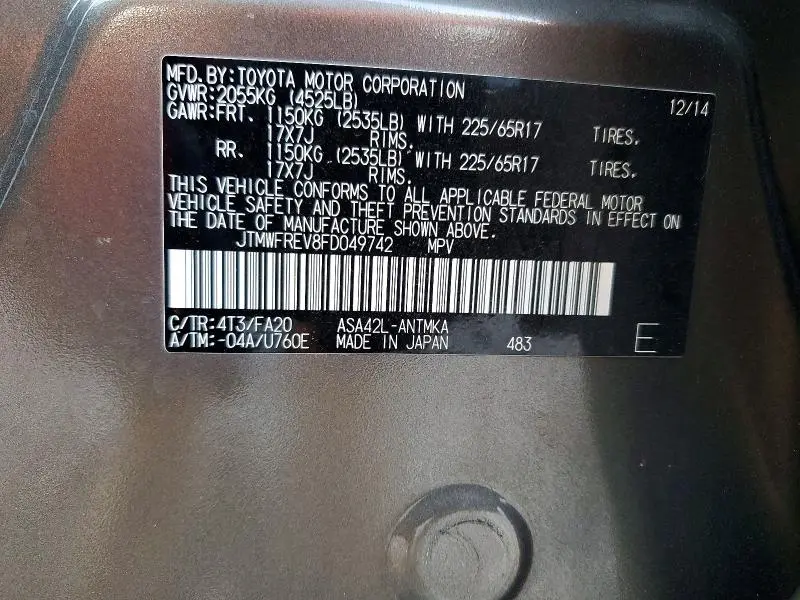 MFD.BY:TOYOTA MOTOR CORPORATION 12/14
GVWR:2055KG (4525LB)
GAWR:FRT. 1150KG (2535LB) WITH 225/65R17 TIRES.
17X7J RIMS.
RR. 1150KG (2535LB) WITH 225/65R17 TIRES.
17X7J RIMS.
THIS VEHICLE CONFORMS TO ALL APPLICABLE FEDERAL MOTOR
VEHICLE SAFETY AND THEFT PREVENTION STANDARDS IN EFFECT ON
THE DATE OF MANUFACTURE SHOWN ABOVE.
JTMWFREV8FD049742 MPV
C/TR:4T3/FA20 ASA42L-ANTMKA
A/TM:-04A/U760E MADE IN JAPAN 483 E